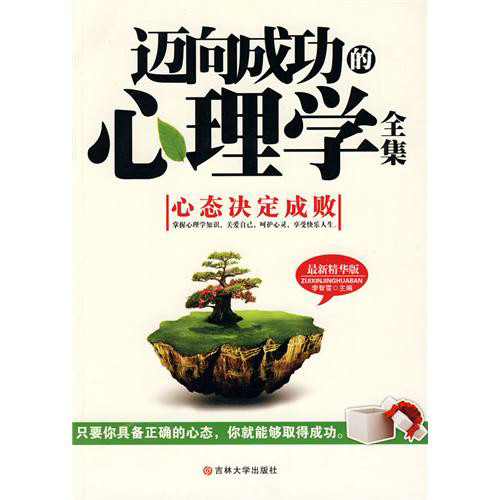 迈向成功的
心理学全集
心态决定成败
掌握心理学知识，关爱自己，呵护心灵，享受快乐人生。
最新精华版
ZUIXINJINGHUABAN
李智雪◎主编
只要你具备正确的心态，你就能够取得成功。
吉林大学出版社